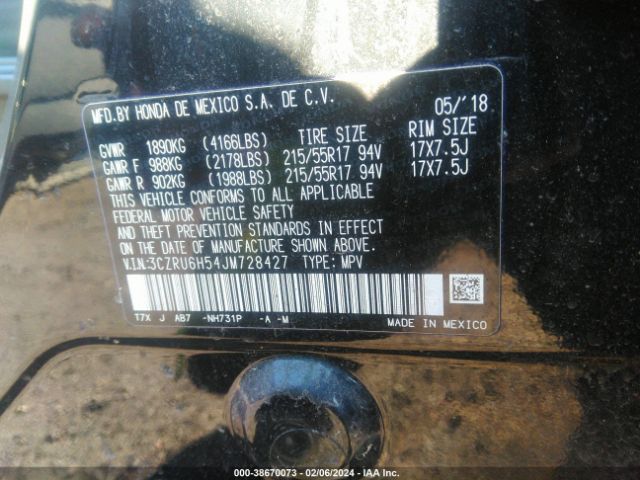 MFD.BY HONDA DE MEXICO S.A. DE C.V. 05/'18
GVWR 1890KG (4166LBS) TIRE SIZE RIM SIZE
GAWR F 988KG (2178LBS) 215/55R17 94V 17X7.5J
GAWR R 902KG (1988LBS) 215/55R17 94V 17X7.5J
THIS VEHICLE CONFORMS TO ALL APPLICABLE
FEDERAL MOTOR VEHICLE SAFETY
AND THEFT PREVENTION STANDARDS IN EFFECT
ON THE DATE OF MANUFACTURE SHOWN ABOVE.
V.I.N:3CZRU6H54JM728427 TYPE: MPV
T7X J AB7 -NH731P -A -M MADE IN MEXICO
000-38670073 - 02/06/2024 - IAA Inc.